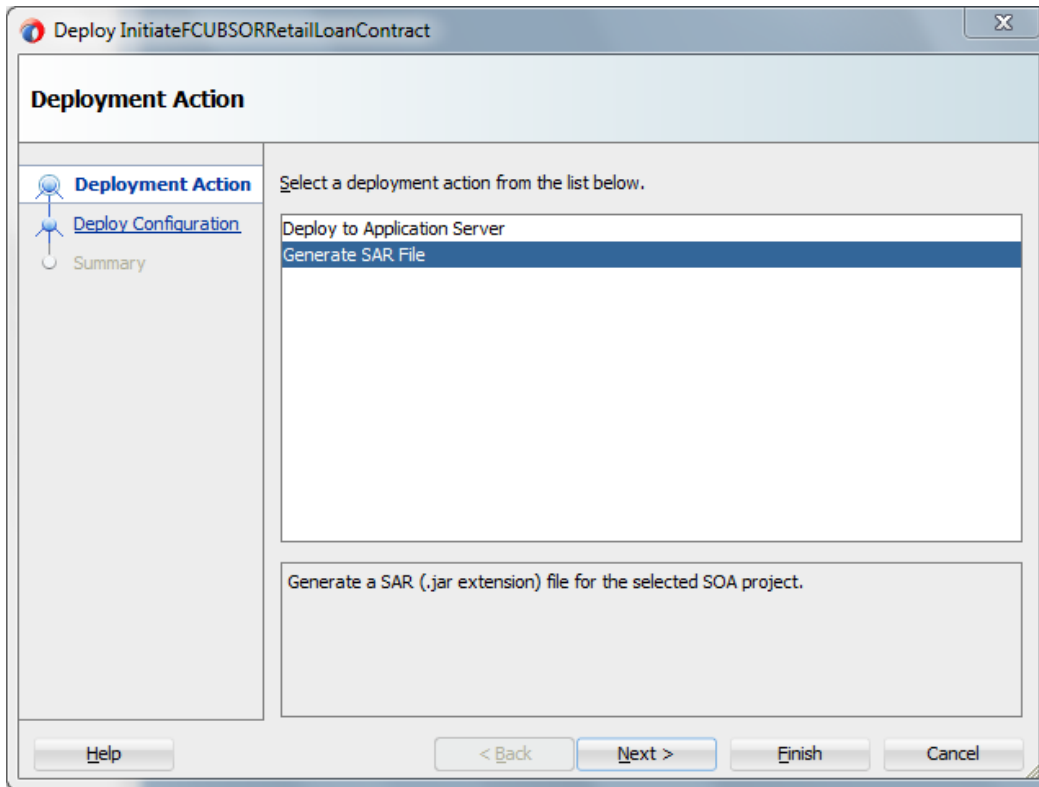 Deploy InitiateFCUBSORRetailLoanContract
Deployment Action
Deployment Action
Deploy Configuration
Summary
Select a deployment action from the list below.
Deploy to Application Server
Generate SAR File
Generate a SAR (.jar extension) file for the selected SOA project.
Help
< Back
Next >
Finish
Cancel